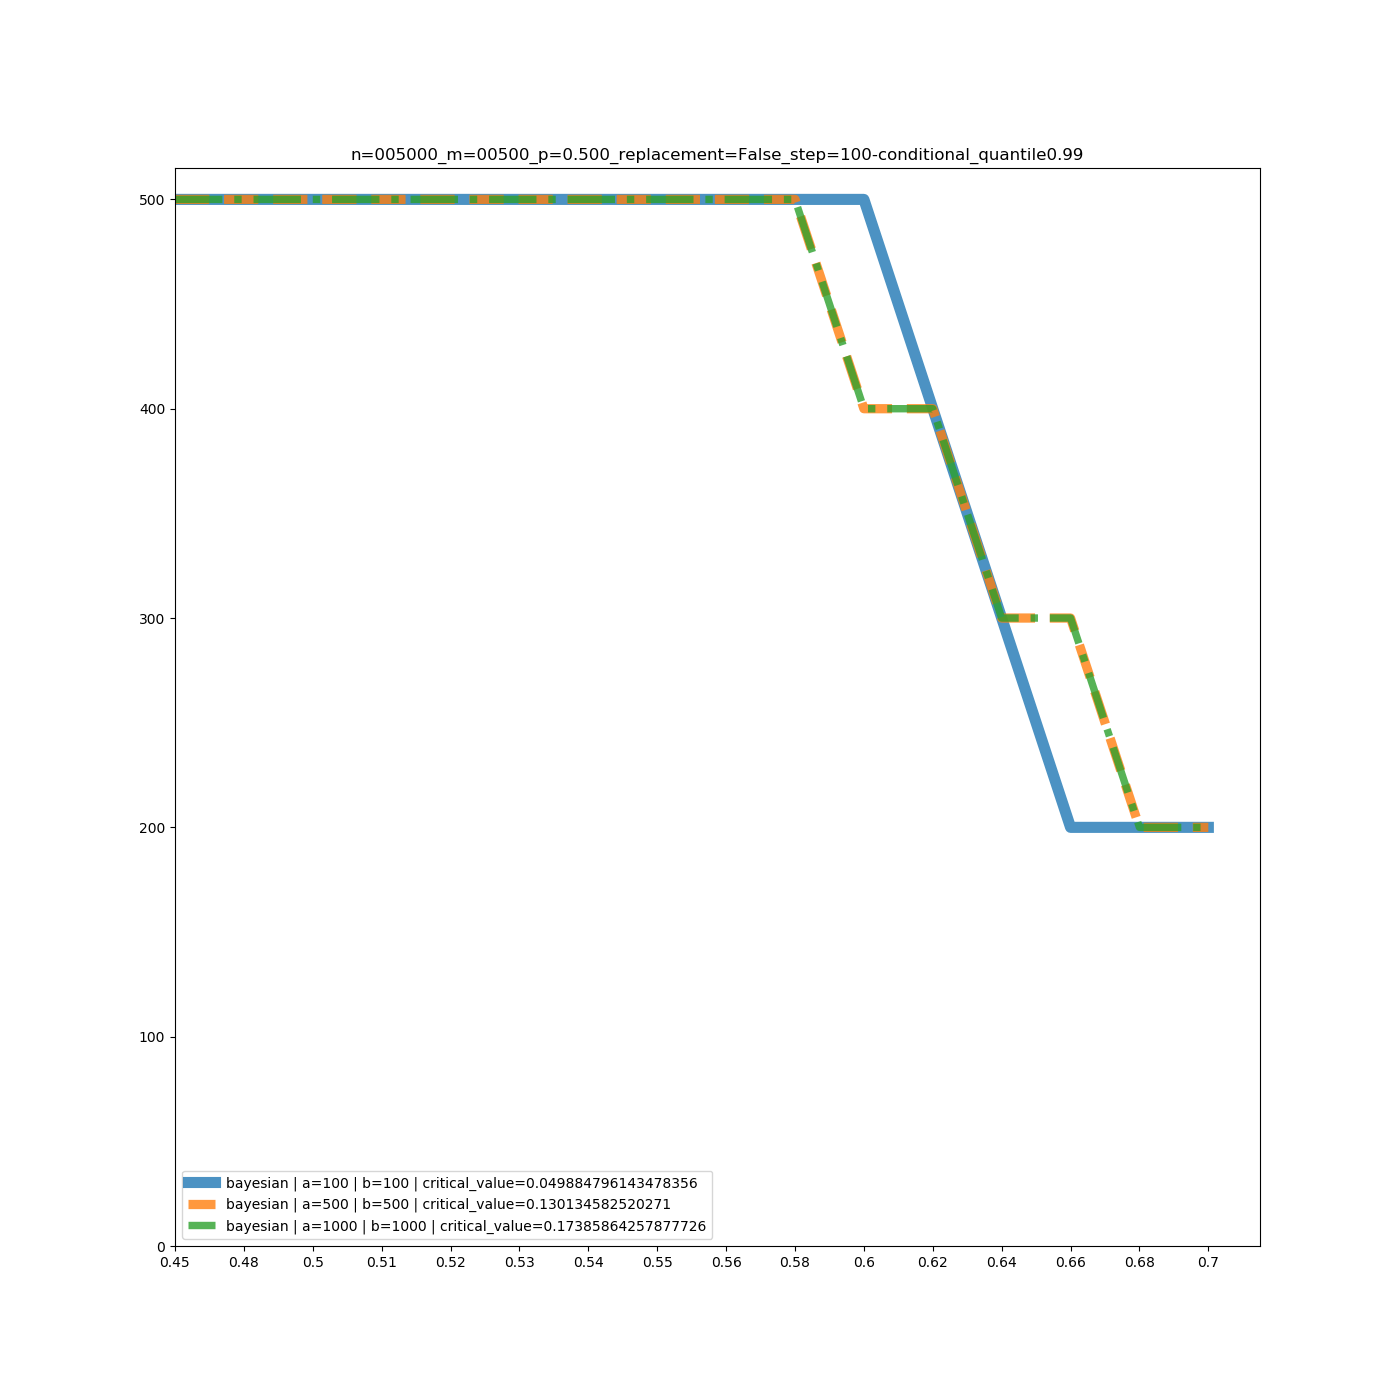 n=005000_m=00500_p=0.500_replacement=False_step=100-conditional_quantile0.99
500
400
300
200
100
0
bayesian | a=100 | b=100 | critical_value=0.049884796143478356
bayesian | a=500 | b=500 | critical_value=0.130134582520271
bayesian | a=1000 | b=1000 | critical_value=0.17385864257877726
0.45 0.48 0.5 0.51 0.52 0.53 0.54 0.55 0.56 0.58 0.6 0.62 0.64 0.66 0.68 0.7